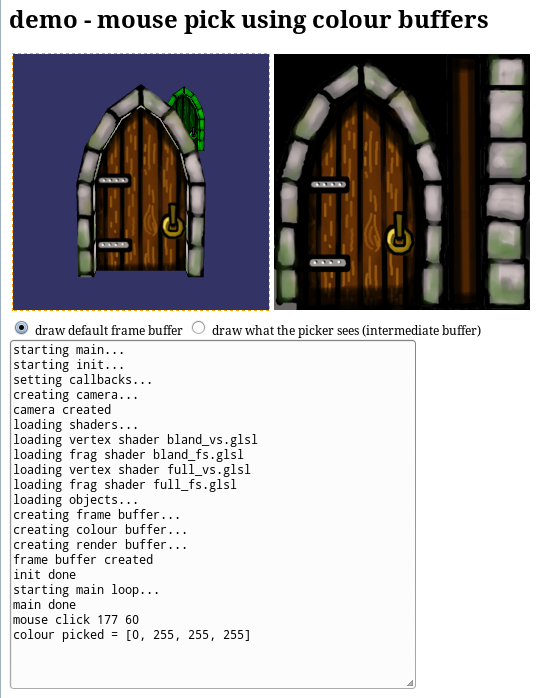 demo - mouse pick using colour buffers
draw default frame buffer draw what the picker sees (intermediate buffer)
starting main...
starting init...
setting callbacks...
creating camera...
camera created
loading shaders...
loading vertex shader bland_vs.glsl
loading frag shader bland_fs.glsl
loading vertex shader full_vs.glsl
loading frag shader full_fs.glsl
loading objects...
creating frame buffer...
creating colour buffer...
creating render buffer...
frame buffer created
init done
starting main loop...
main done
mouse click 177 60
colour picked = [0, 255, 255, 255]